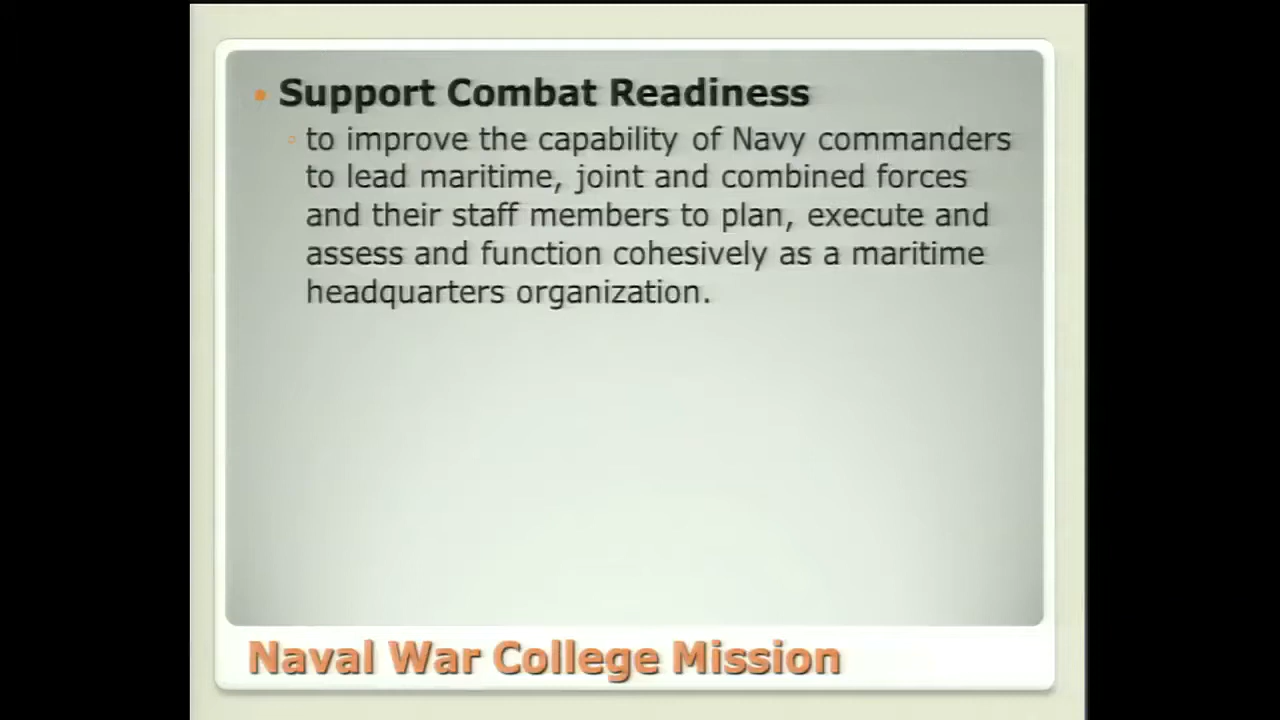 • Support Combat Readiness
◦ to improve the capability of Navy commanders
to lead maritime, joint and combined forces
and their staff members to plan, execute and
assess and function cohesively as a maritime
headquarters organization.
Naval War College Mission